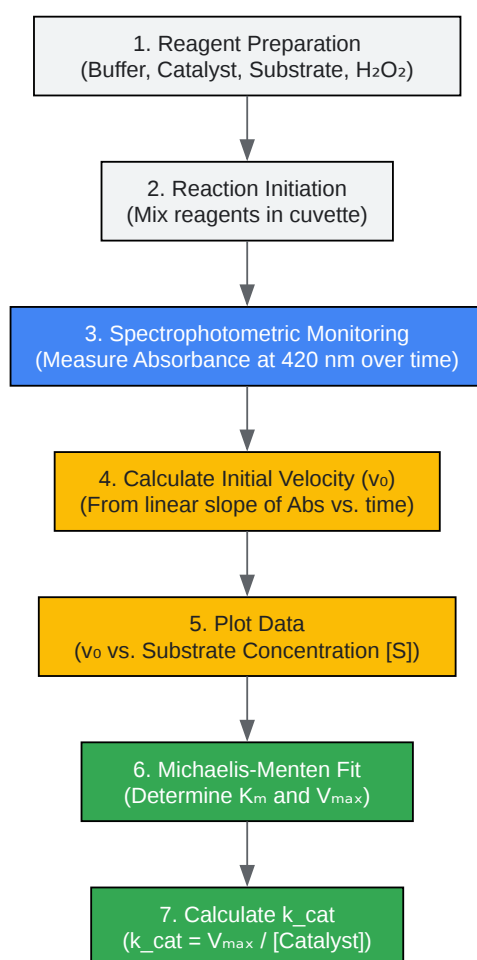 1. Reagent Preparation
(Buffer, Catalyst, Substrate, H₂O₂)
2. Reaction Initiation
(Mix reagents in cuvette)
3. Spectrophotometric Monitoring
(Measure Absorbance at 420 nm over time)
4. Calculate Initial Velocity (v₀)
(From linear slope of Abs vs. time)
5. Plot Data
(v₀ vs. Substrate Concentration [S])
6. Michaelis-Menten Fit
(Determine Kₘ and Vₘₐₓ)
7. Calculate k_cat
(k_cat = Vₘₐₓ / [Catalyst])